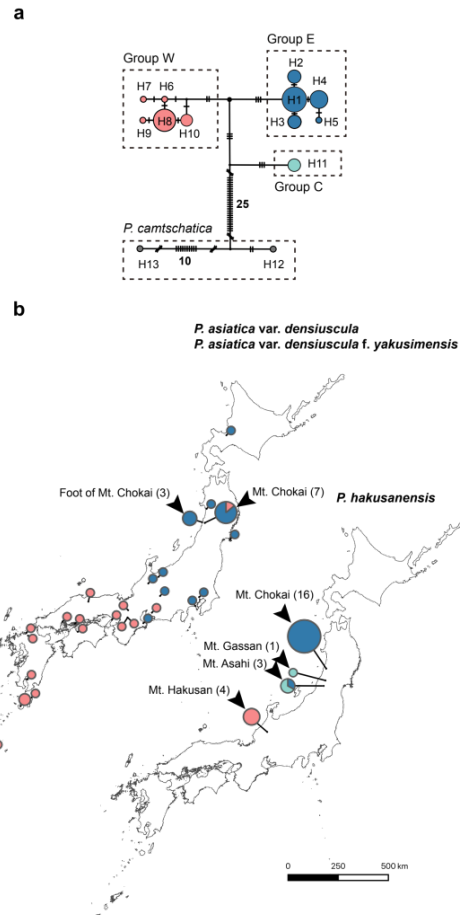 a
Group W
Group E
H7 H6
H2
H4
H1
H9 H8 H10
H3 H5
H11
Group C
25
P. camtschatica
H13 10 H12
b
P. asiatica var. densiuscula
P. asiatica var. densiuscula f. yakusimensis
Foot of Mt. Chokai (3)
Mt. Chokai (7)
P. hakusanensis
Mt. Chokai (16)
Mt. Gassan (1)
Mt. Asahi (3)
Mt. Hakusan (4)
0 250 500 km